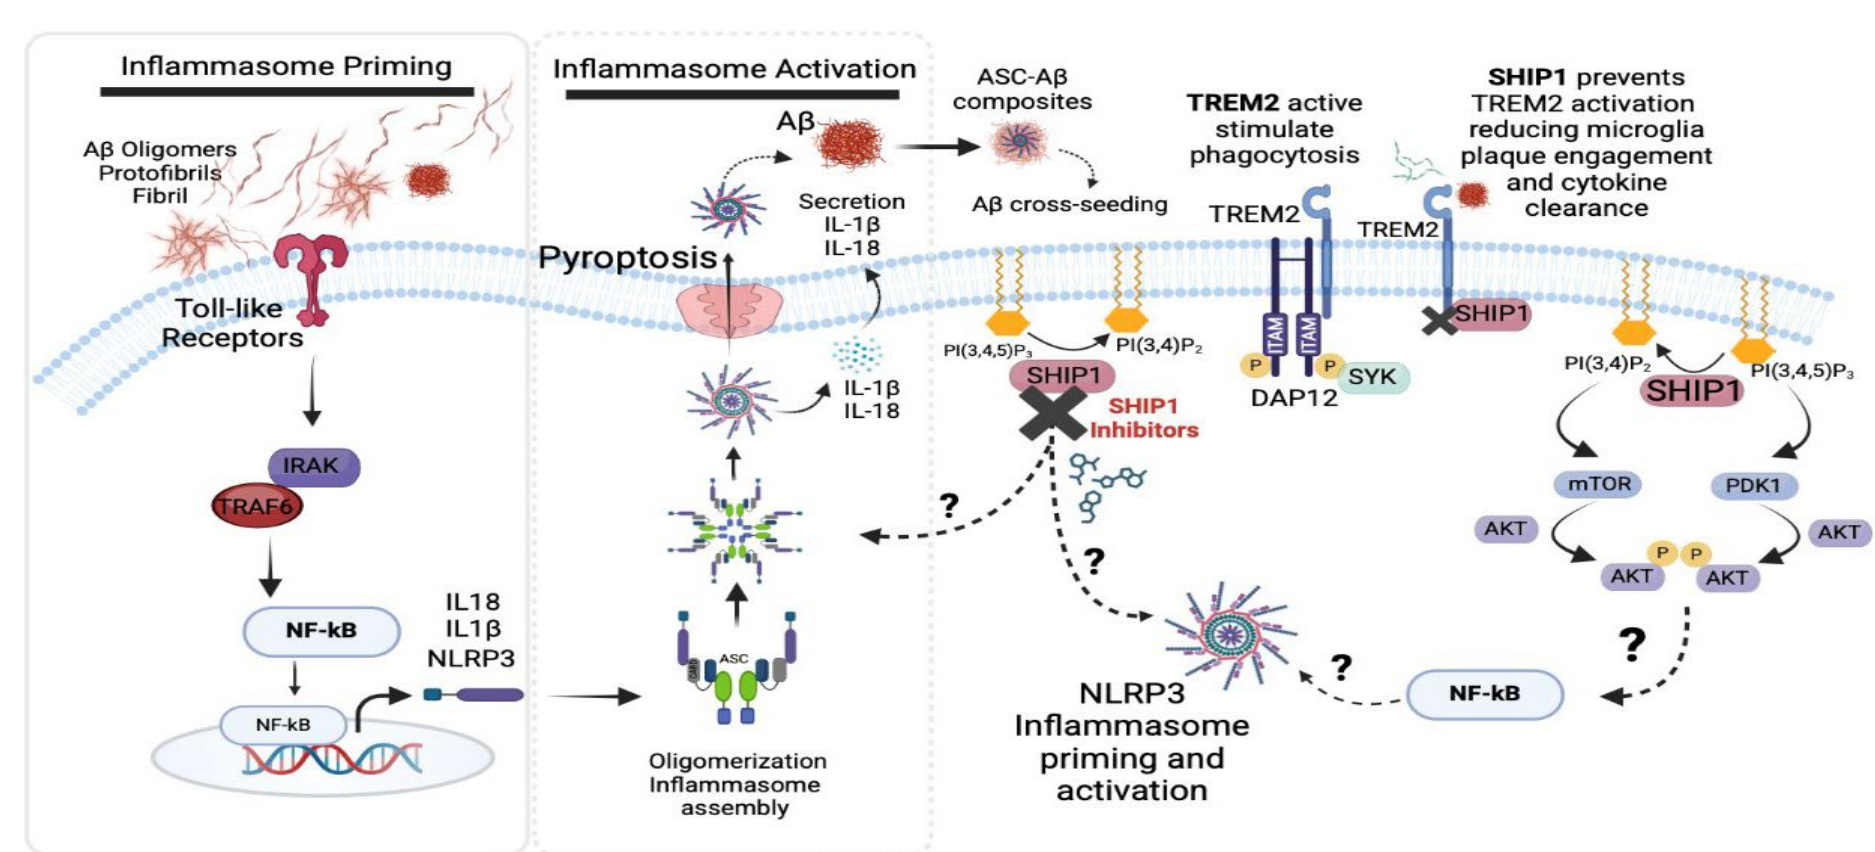 Inflammasome Priming
Aβ Oligomers
Protofibrils
Fibril
Toll-like
Receptors
IRAK
TRAF6
NF-kB
IL18
IL1β
NLRP3
NF-kB
Inflammasome Activation
Aβ
Secretion
IL-1β
IL-18
Pyroptosis
IL-1β
IL-18
CARD
ASC
Oligomerization
Inflammasome
assembly
ASC-Aβ
composites
Aβ cross-seeding
PI(3,4,5)P3
PI(3,4)P2
SHIP1
SHIP1
Inhibitors
?
?
NLRP3
Inflammasome
priming and
activation
TREM2 active
stimulate
phagocytosis
TREM2
ITAM
ITAM
P
P
SYK
DAP12
SHIP1 prevents
TREM2 activation
reducing microglia
plaque engagement
and cytokine
clearance
TREM2
SHIP1
PI(3,4)P2
PI(3,4,5)P3
SHIP1
mTOR
PDK1
AKT
AKT
P
P
AKT
AKT
?
NF-kB
?